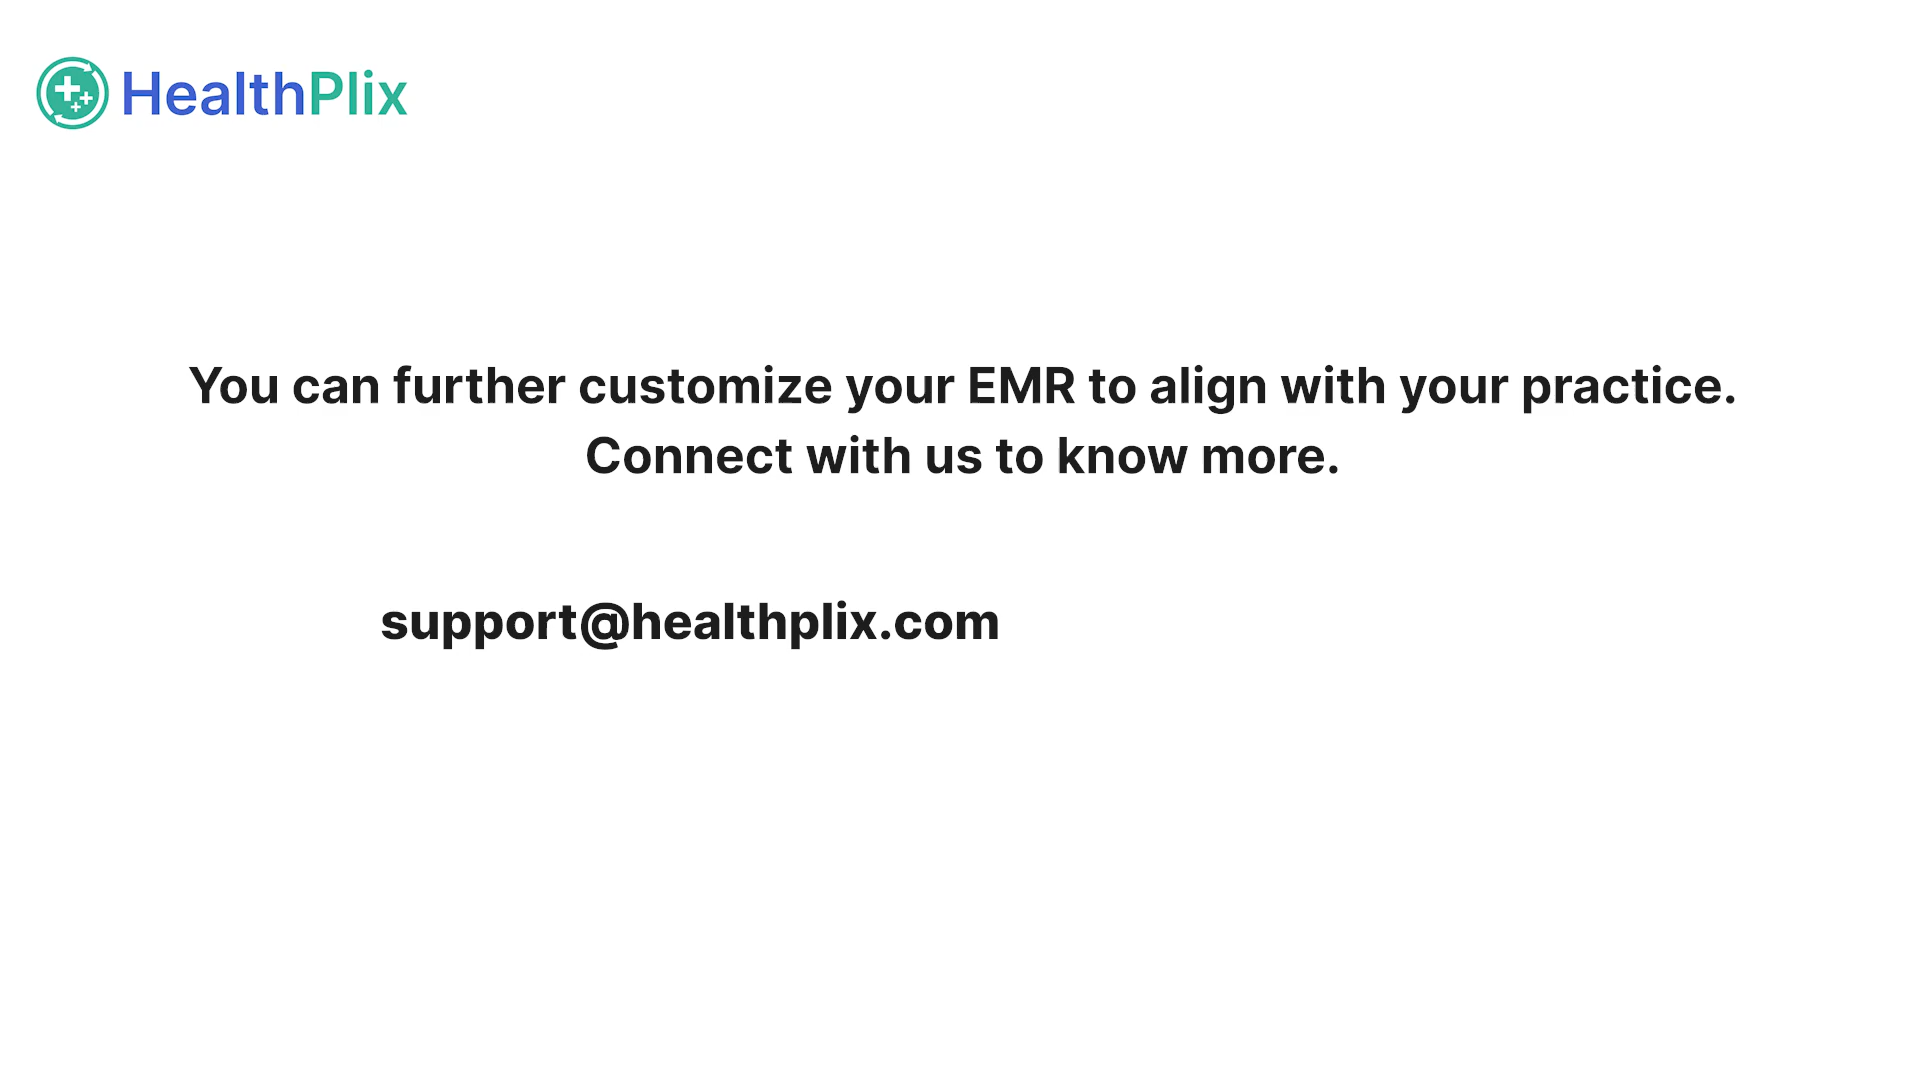 HealthPlix
You can further customize your EMR to align with your practice.
Connect with us to know more.
support@healthplix.com